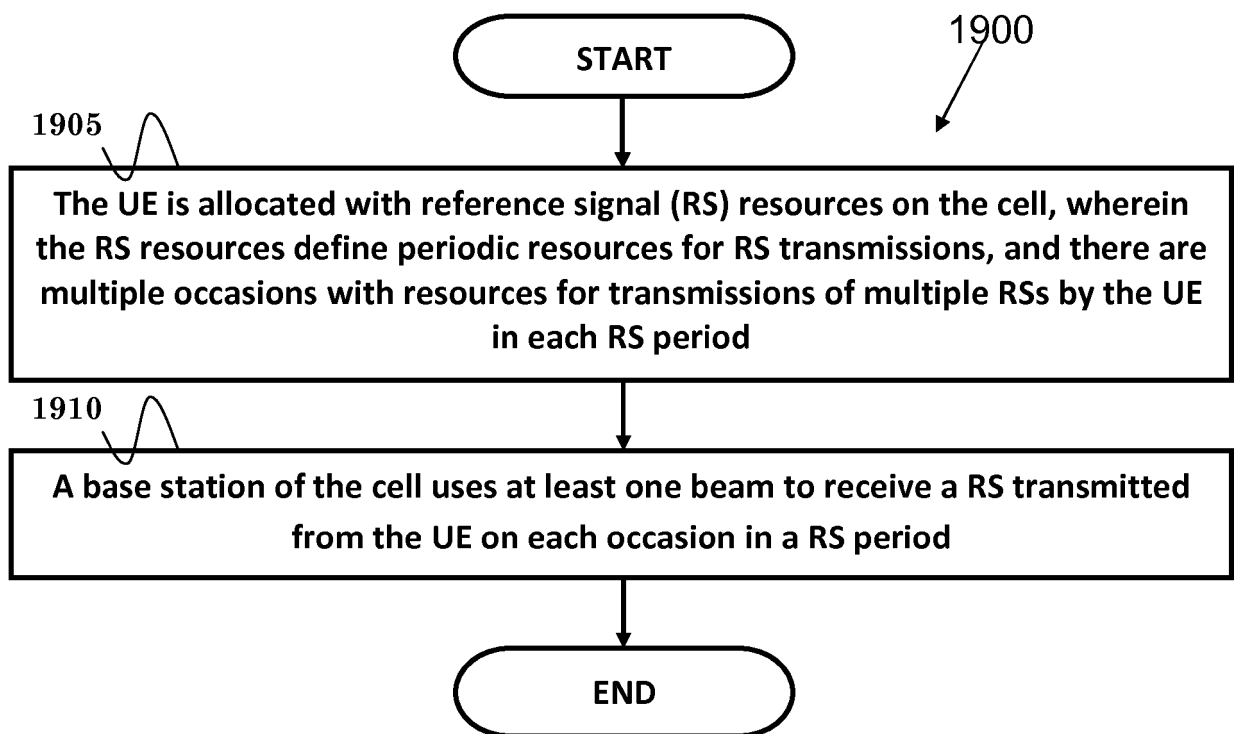 START
1900
1905
The UE is allocated with reference signal (RS) resources on the cell, wherein
the RS resources define periodic resources for RS transmissions, and there are
multiple occasions with resources for transmissions of multiple RSs by the UE
in each RS period
1910
A base station of the cell uses at least one beam to receive a RS transmitted
from the UE on each occasion in a RS period
END